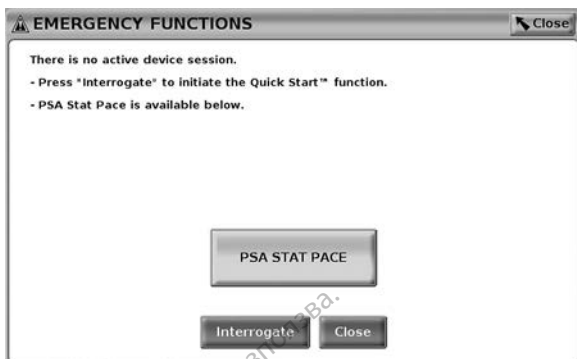 EMERGENCY FUNCTIONS
Close
There is no active device session.
- Press "Interrogate" to initiate the Quick Start™ function.
- PSA Stat Pace is available below.
PSA STAT PACE
Interrogate
Close